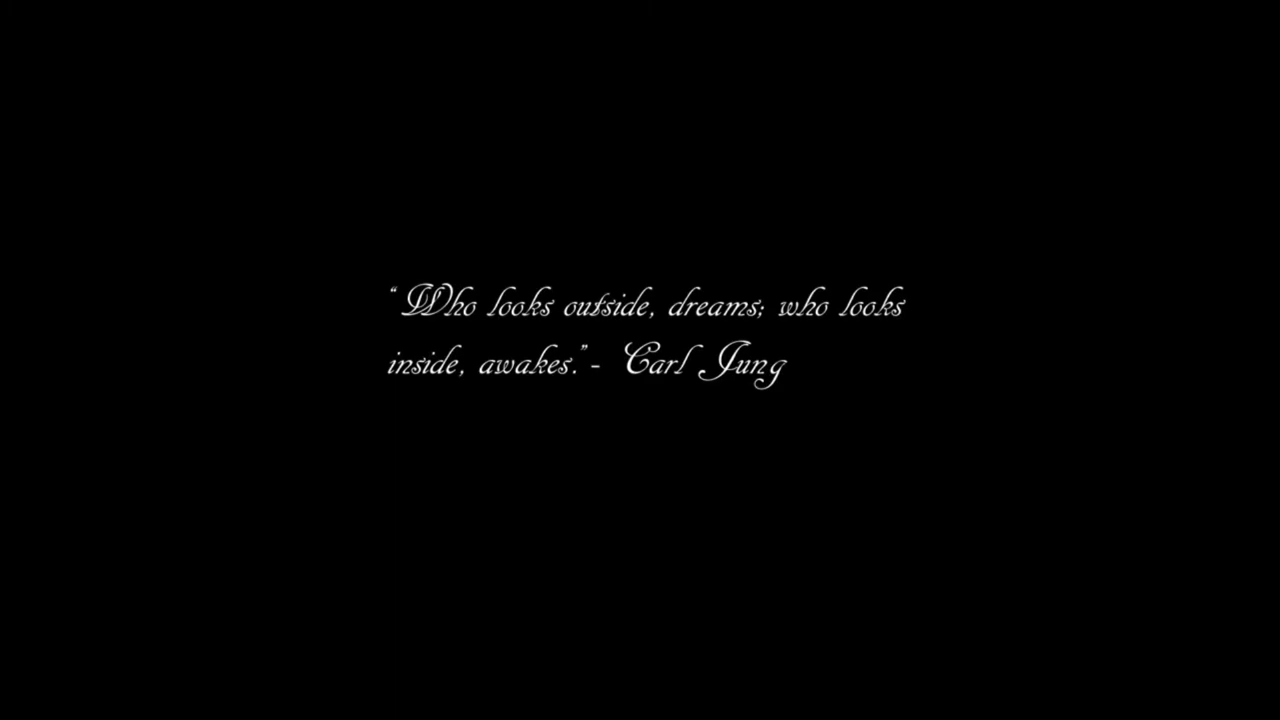 “Who looks outside, dreams; who looks
inside, awakes.”- Carl Jung